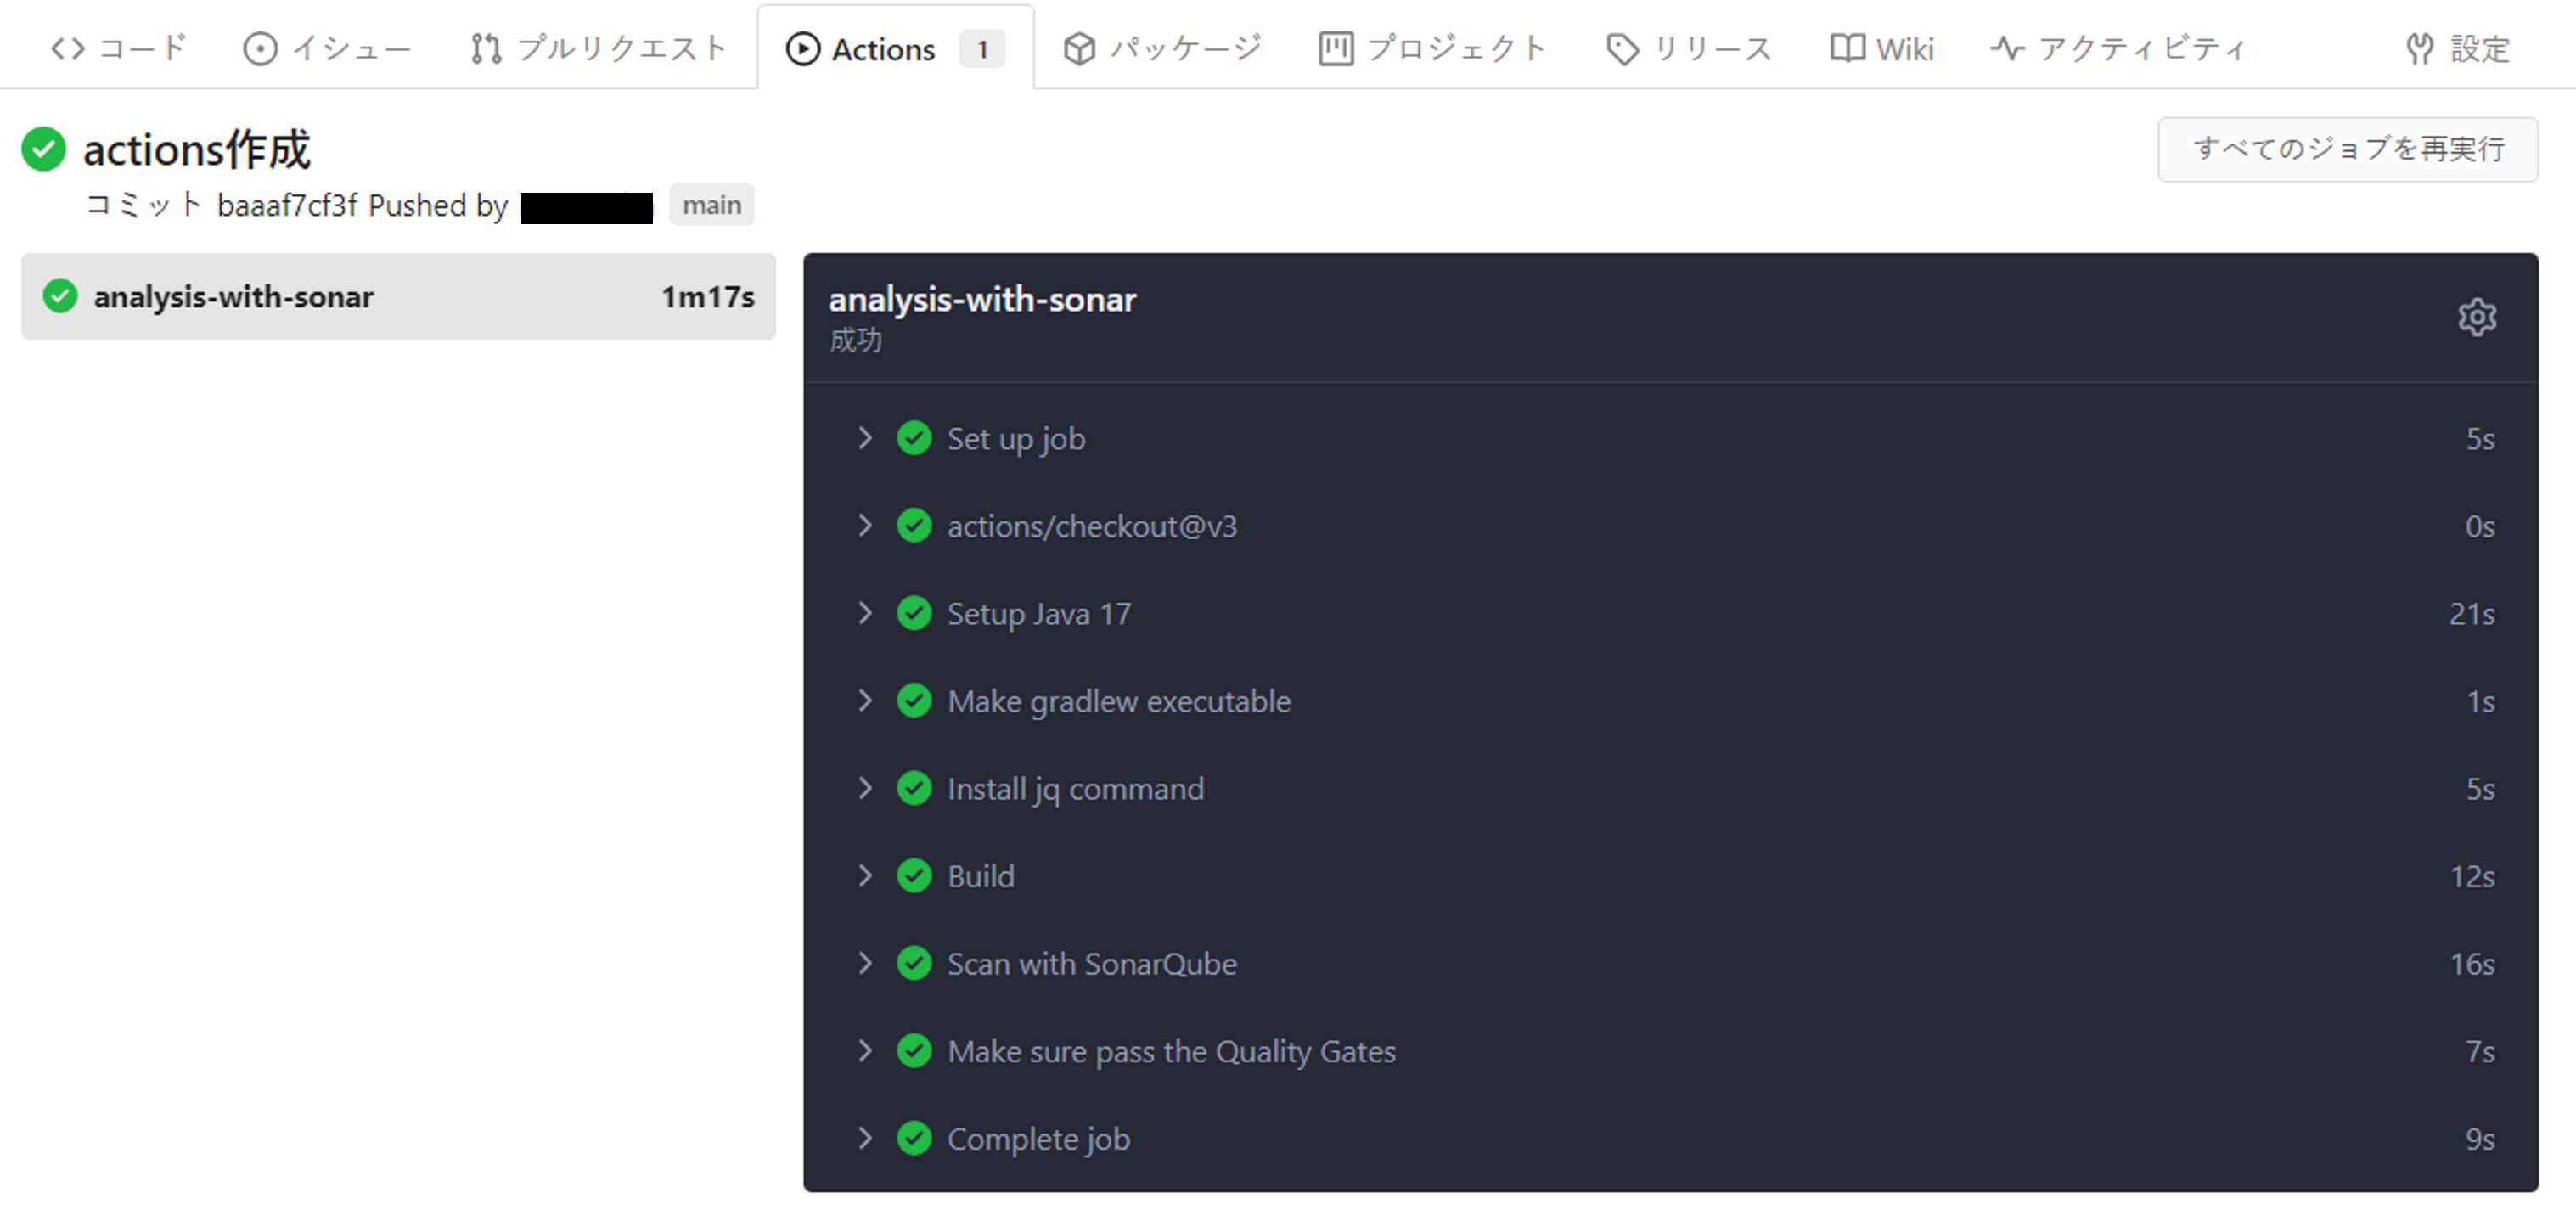 コード イシュー プルリクエスト Actions 1 パッケージ プロジェクト リリース Wiki アクティビティ 設定
actions作成
すべてのジョブを再実行
コミット baaaf7cf3f Pushed by main
analysis-with-sonar 1m17s
analysis-with-sonar
成功
Set up job 5s
actions/checkout@v3 0s
Setup Java 17 21s
Make gradlew executable 1s
Install jq command 5s
Build 12s
Scan with SonarQube 16s
Make sure pass the Quality Gates 7s
Complete job 9s